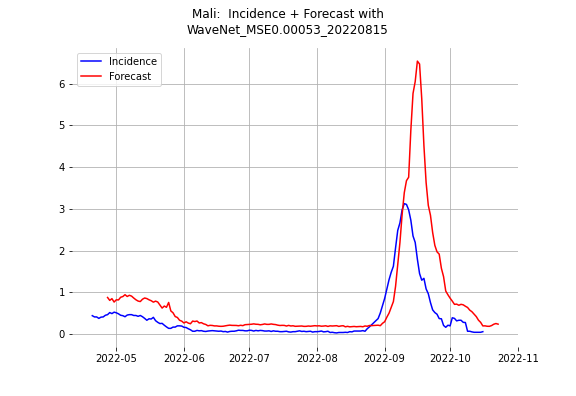 Mali:  Incidence + Forecast with
WaveNet_MSE0.00053_20220815
Incidence
Forecast
6
5
4
3
2
1
0
2022-05 2022-06 2022-07 2022-08 2022-09 2022-10 2022-11